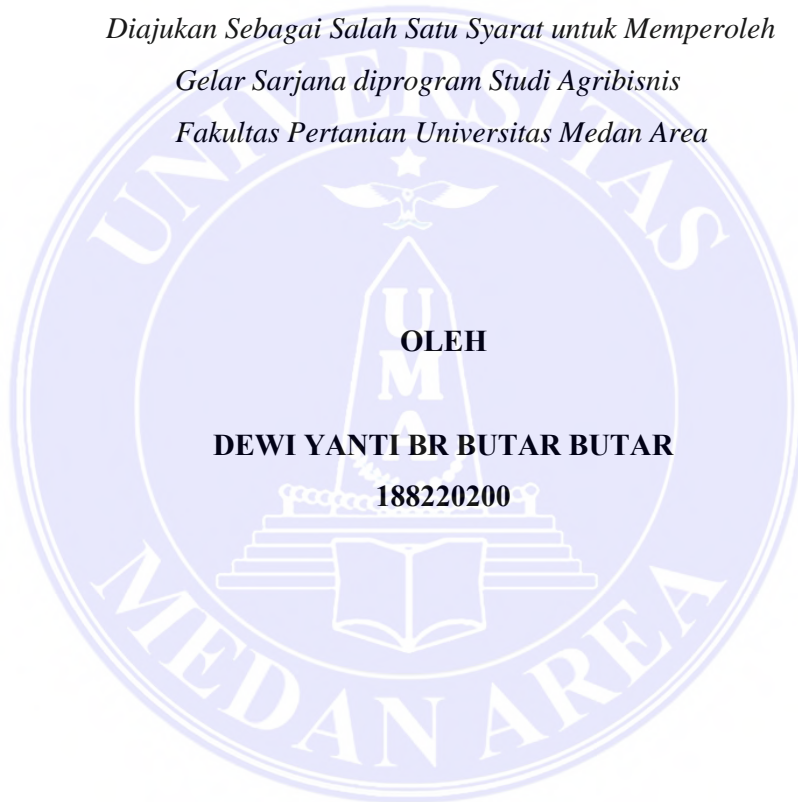 Diajukan Sebagai Salah Satu Syarat untuk Memperoleh
Gelar Sarjana diprogram Studi Agribisnis
Fakultas Pertanian Universitas Medan Area
UNIVERSITAS
UMA
OLEH
DEWI YANTI BR BUTAR BUTAR
188220200
MEDAN AREA